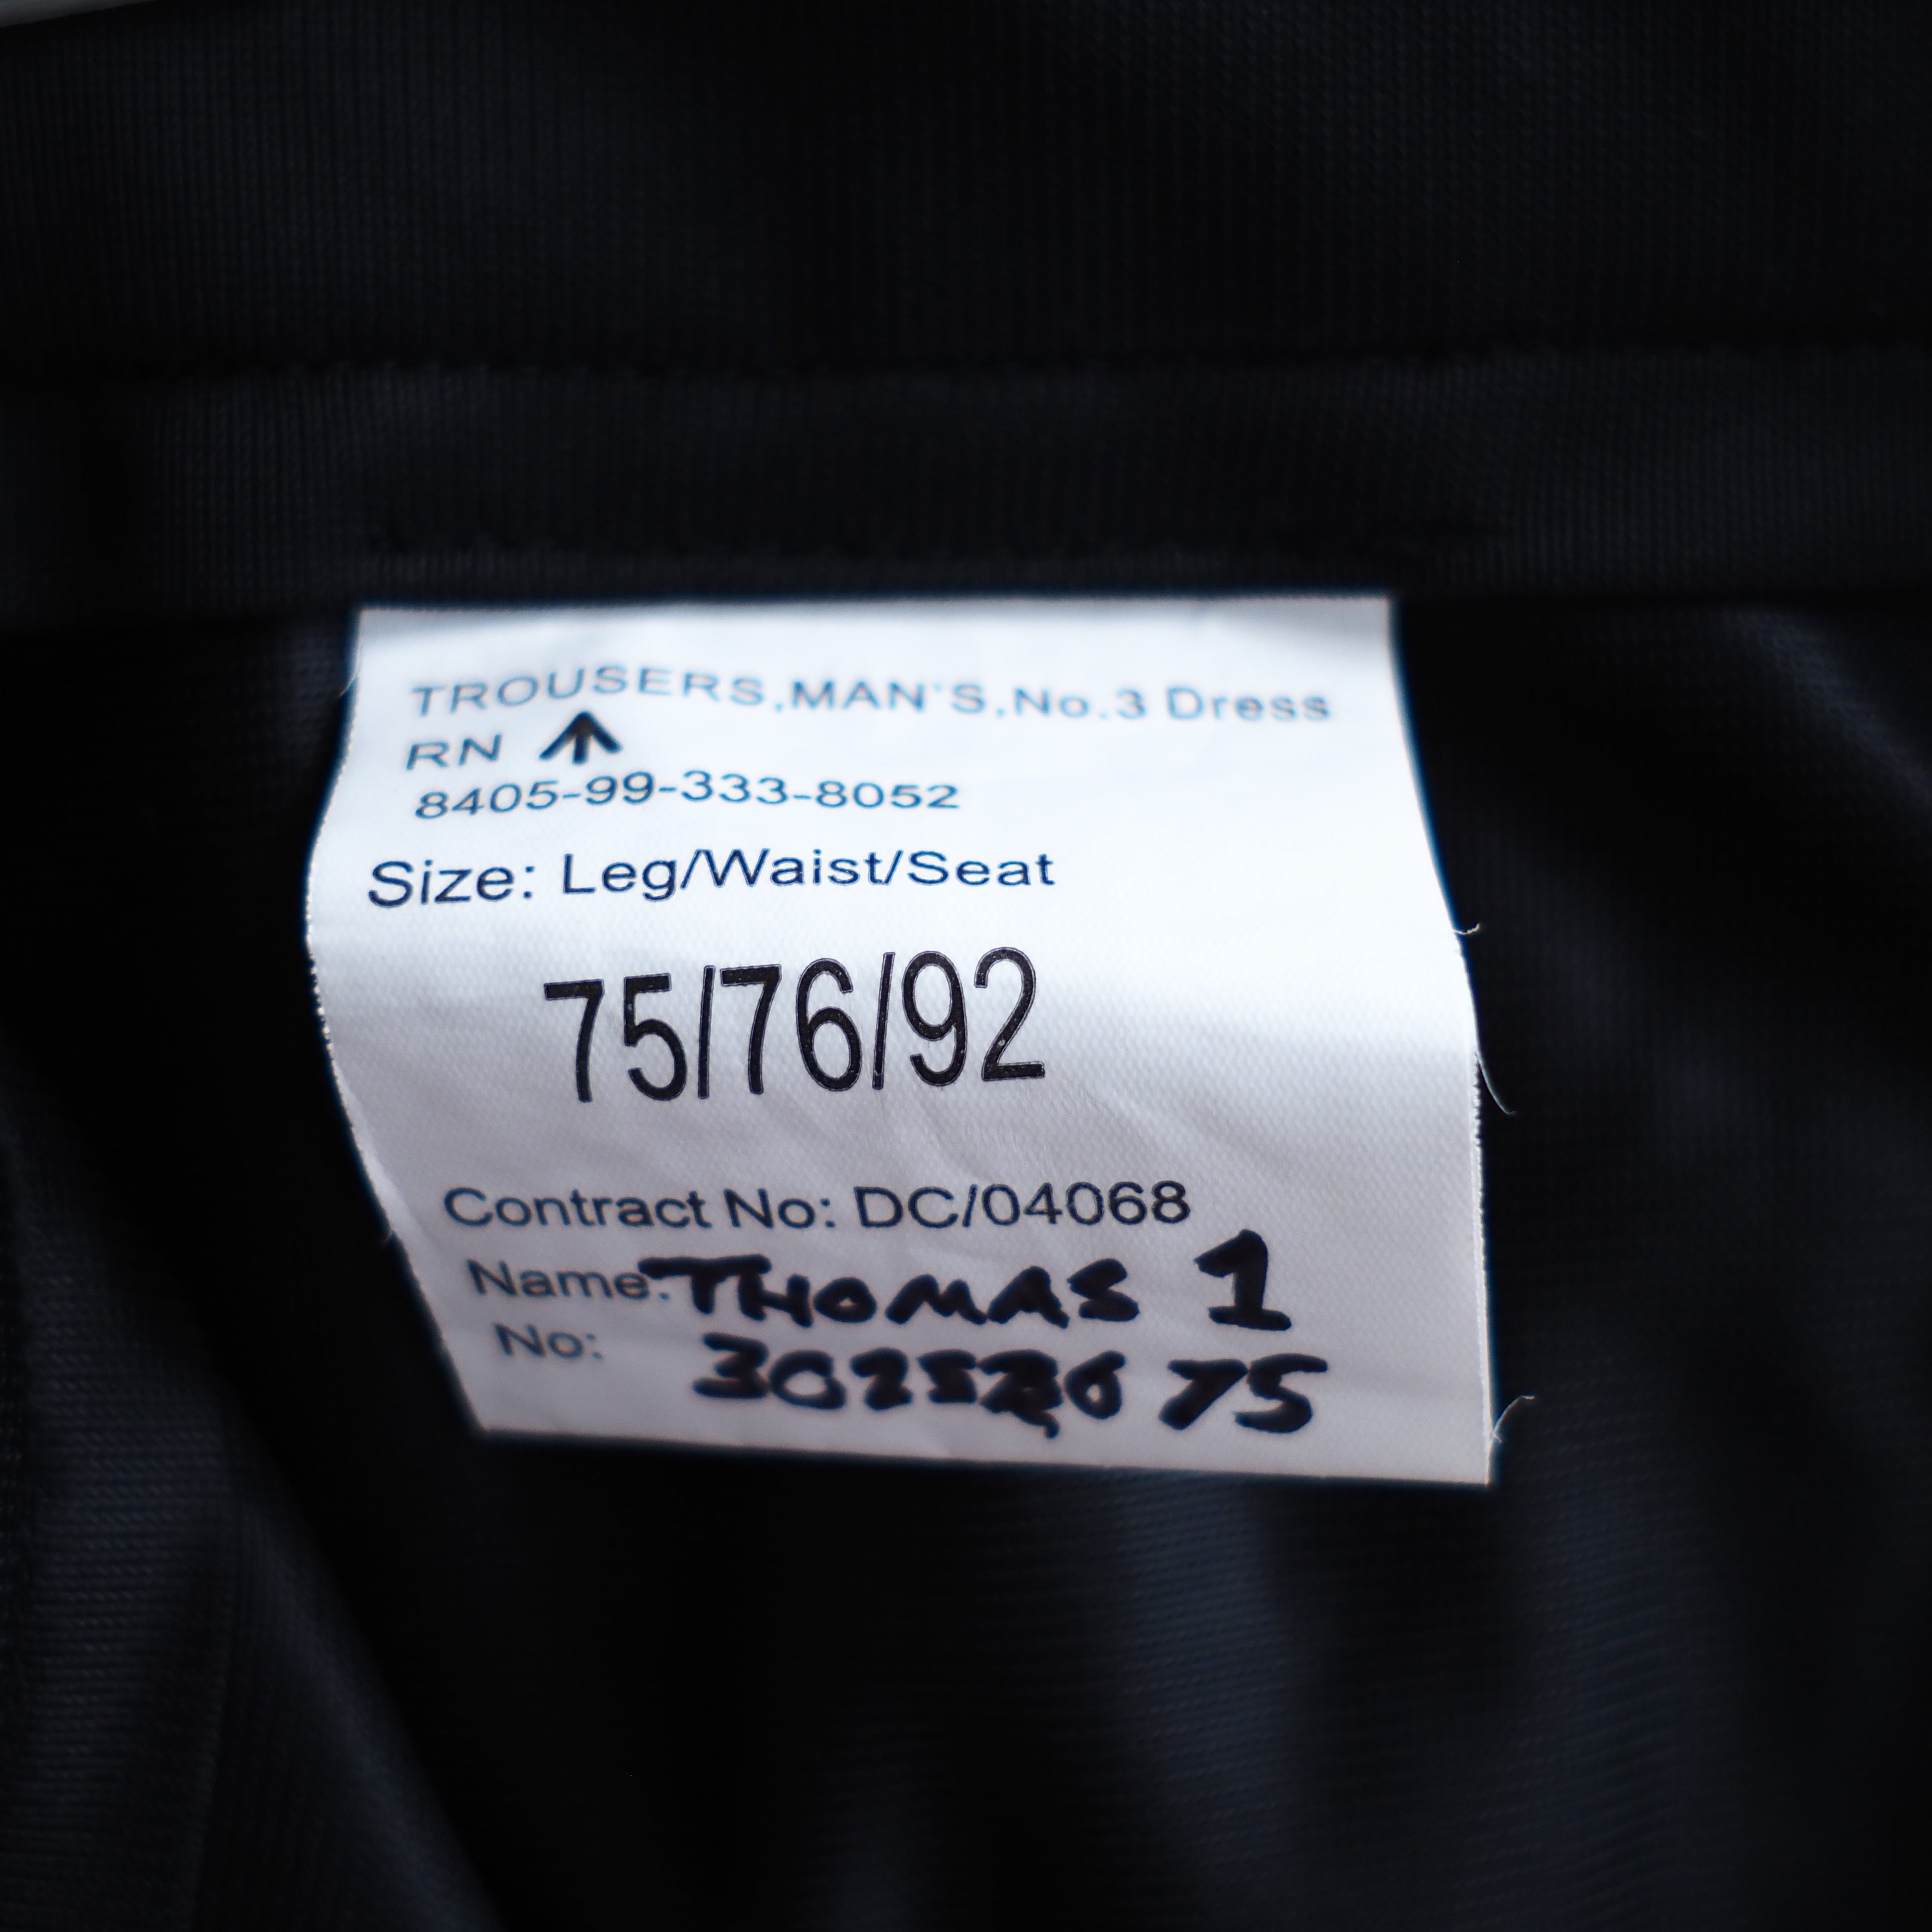 TROUSERS,MAN'S,No.3 Dress
RN
8405-99-333-8052
Size: Leg/Waist/Seat
75/76/92
Contract No: DC/04068
Name: THOMAS 1
No: